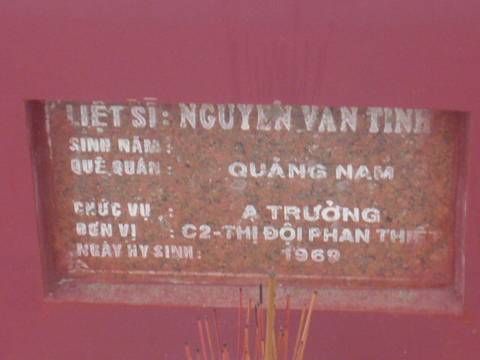 LIỆT SĨ: NGUYỄN VĂN TÌNH
SINH NĂM :
QUÊ QUÁN : QUẢNG NAM
CHỨC VỤ : A TRƯỞNG
ĐƠN VỊ : C2-THỊ ĐỘI PHAN THIẾT
NGÀY HY SINH: 1969